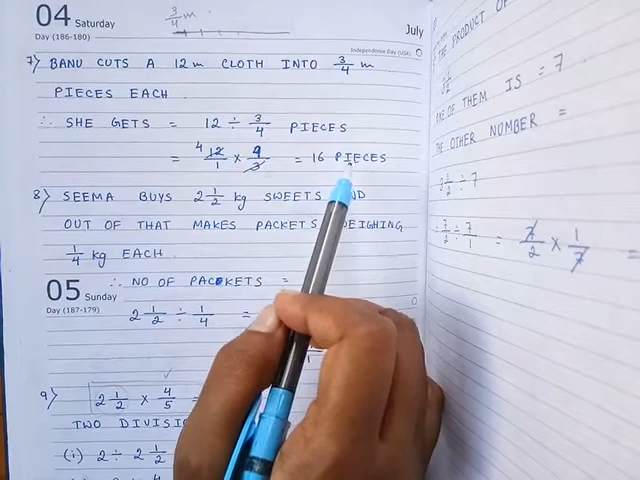 04 Saturday
Day (186-180)
3/4 m
July
Independence Day (USA)
7) BANU CUTS A 12 m CLOTH INTO 3/4 m
PIECES EACH
∴ SHE GETS = 12 ÷ 3/4 PIECES
= 4 12/1 × 4/3 = 16 PIECES
8) SEEMA BUYS 2 1/2 kg SWEETS
OUT OF THAT MAKES PACKETS WEIGHING
1/4 kg EACH.
∴ NO OF PACKETS =
05 Sunday
Day (187-179)
2 1/2 ÷ 1/4 =
9) 2 1/2 × 4/5 =
TWO DIVISI
(i) 2 ÷ 2 1/2
THE PRODUCT OF
3 1/2
ONE OF THEM IS = 7
THE OTHER NUMBER =
3 1/2 ÷ 7
7/2 ÷ 7/1 = 7/2 × 1/7 =